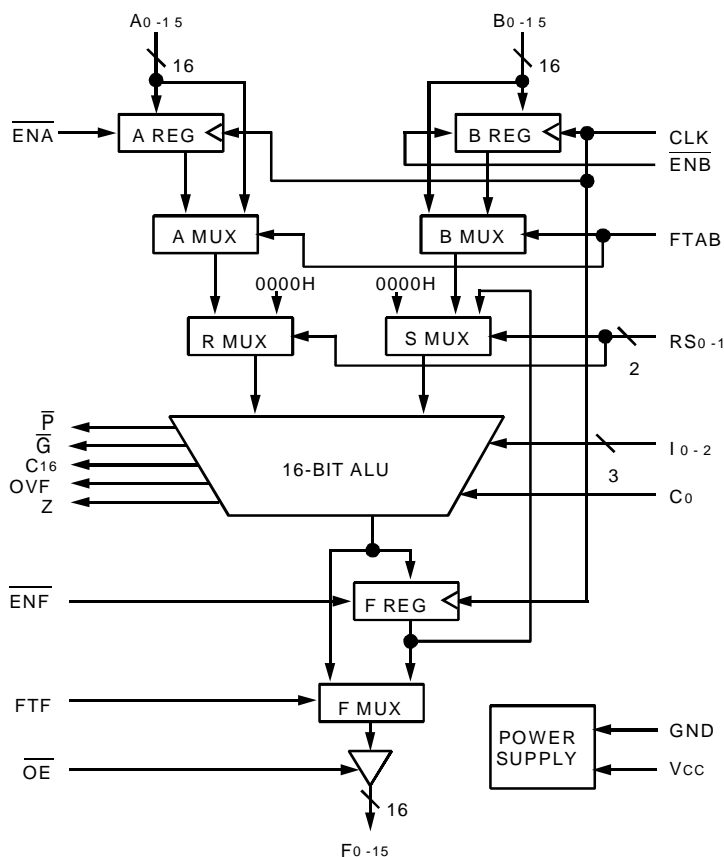 A0-15 B0-15
16 16
ENA A REG B REG CLK
ENB
A MUX B MUX FTAB
0000H 0000H
R MUX S MUX RS0-1
2
P
G
C16
OVF
Z
16-BIT ALU
I0-2
3
C0
ENF F REG
FTF F MUX
POWER SUPPLY GND
VCC
OE
16
F0-15